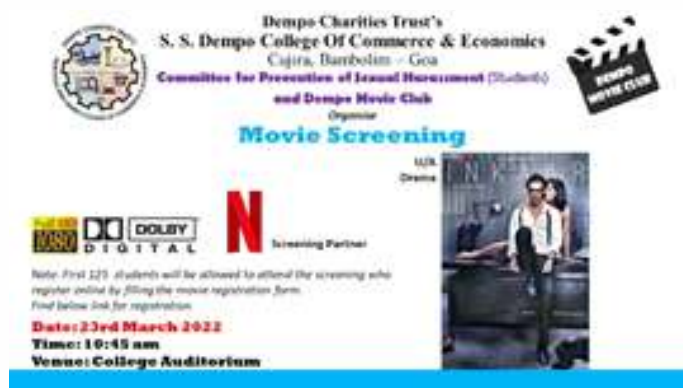 Dempo Charities Trust's
S. S. Dempo College Of Commerce & Economics
Cujira, Bambolim – Goa
Committee for Prevention of Sexual Harassment (Students)
and Dempo Movie Club
Organise
Movie Screening
DEMPO
MOVIE CLUB
U/A
Drama
Full HD
1080
DOLBY
DIGITAL
N
Screening Partner
Note: First 125 students will be allowed to attend the screening who
register online by filling the movie registration form.
Find below link for registration.
Date: 23rd March 2022
Time: 10:45 am
Venue: College Auditorium